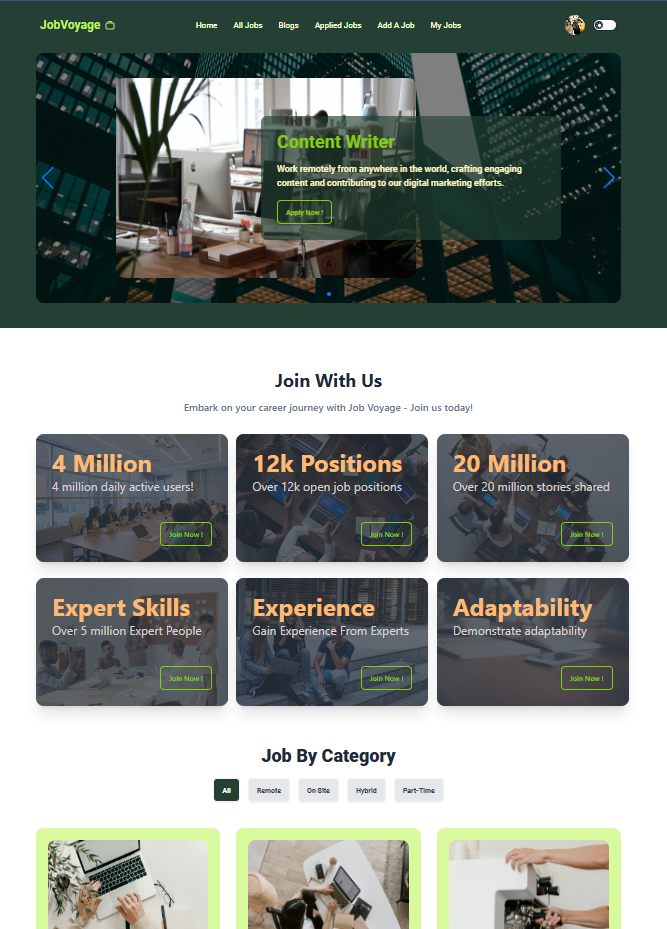 JobVoyage
Home All Jobs Blogs Applied Jobs Add A Job My Jobs
Content Writer
Work remotely from anywhere in the world, crafting engaging
content and contributing to our digital marketing efforts.
Apply Now !
Join With Us
Embark on your career journey with Job Voyage - Join us today!
4 Million
4 million daily active users!
Join Now !
12k Positions
Over 12k open job positions
Join Now !
20 Million
Over 20 million stories shared
Join Now !
Expert Skills
Over 5 million Expert People
Join Now !
Experience
Gain Experience From Experts
Join Now !
Adaptability
Demonstrate adaptability
Join Now !
Job By Category
All Remote On Site Hybrid Part-Time